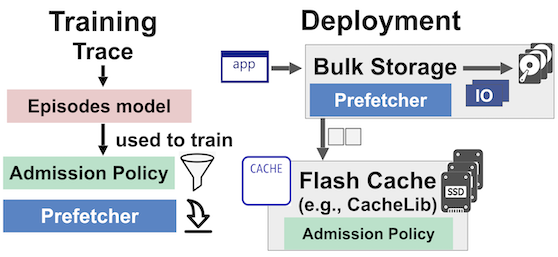 Training
Trace
Episodes model
used to train
Admission Policy
Prefetcher
Deployment
app
Bulk Storage
Prefetcher
IO
CACHE
Flash Cache
(e.g., CacheLib)
SSD
Admission Policy